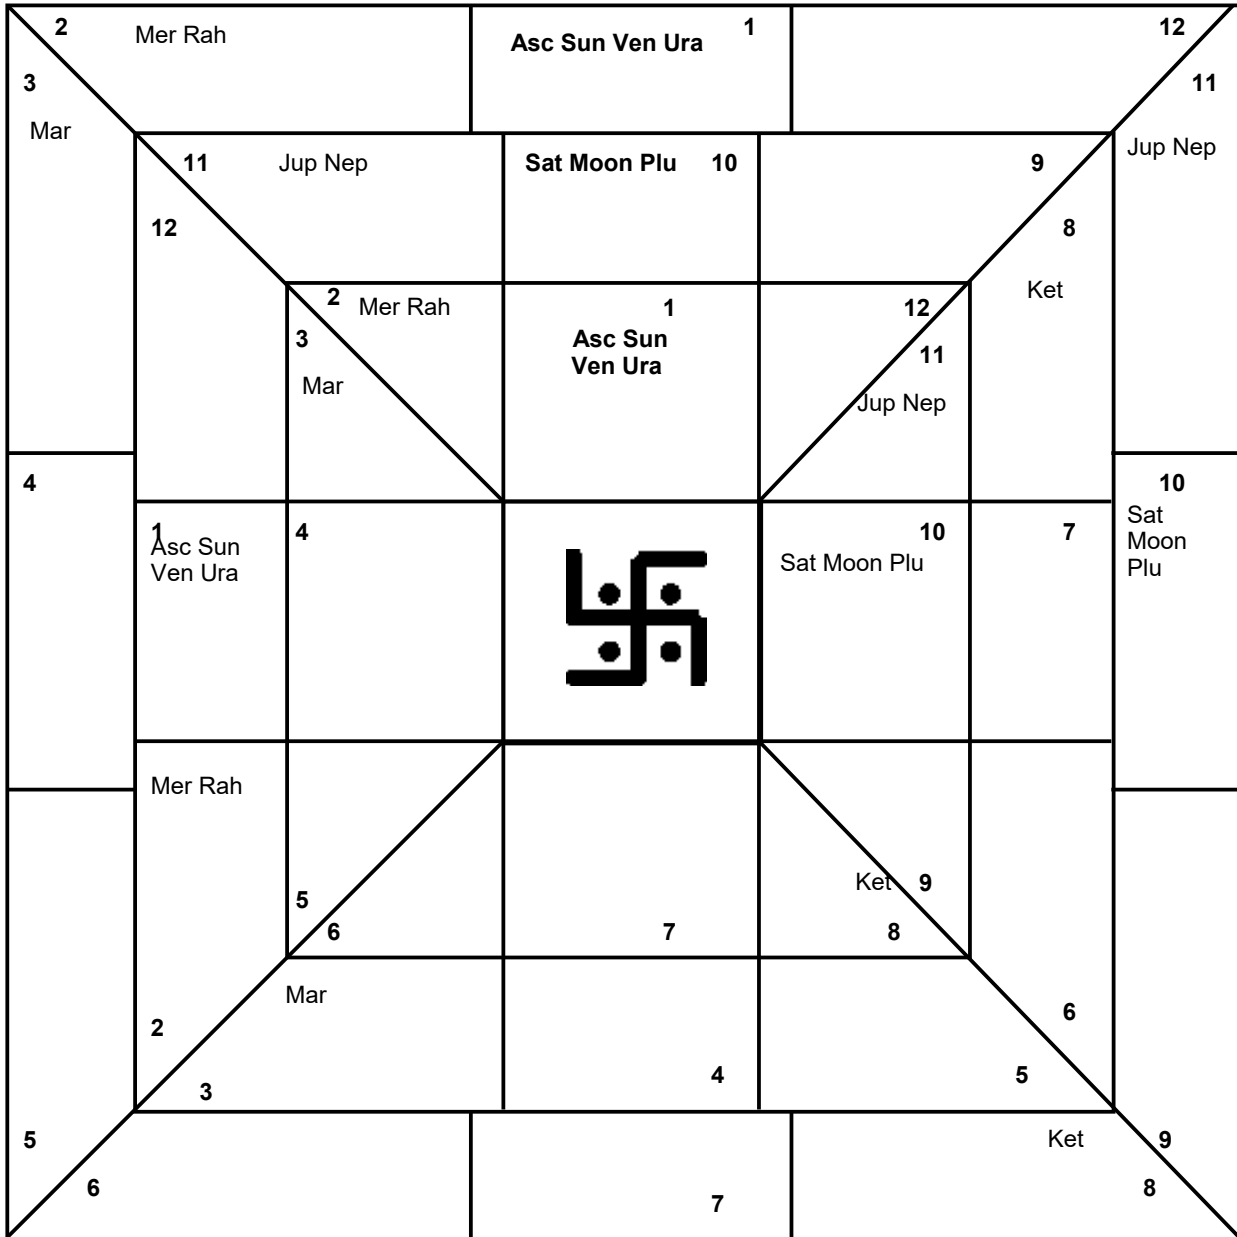 2 Mer Rah
Asc Sun Ven Ura 1
12
3
11
Mar
Jup Nep
11 Jup Nep
Sat Moon Plu 10
9
12
8
Ket
2 Mer Rah
1
12
3
Asc Sun
Ven Ura
11
Mar
Jup Nep
4
10
Sat
Moon
Plu
1
Asc Sun
Ven Ura
4
10
Sat Moon Plu
7
Mer Rah
5
6
7
Ket 9
8
Mar
2
3
4
5
6
5
6
7
Ket
9
8